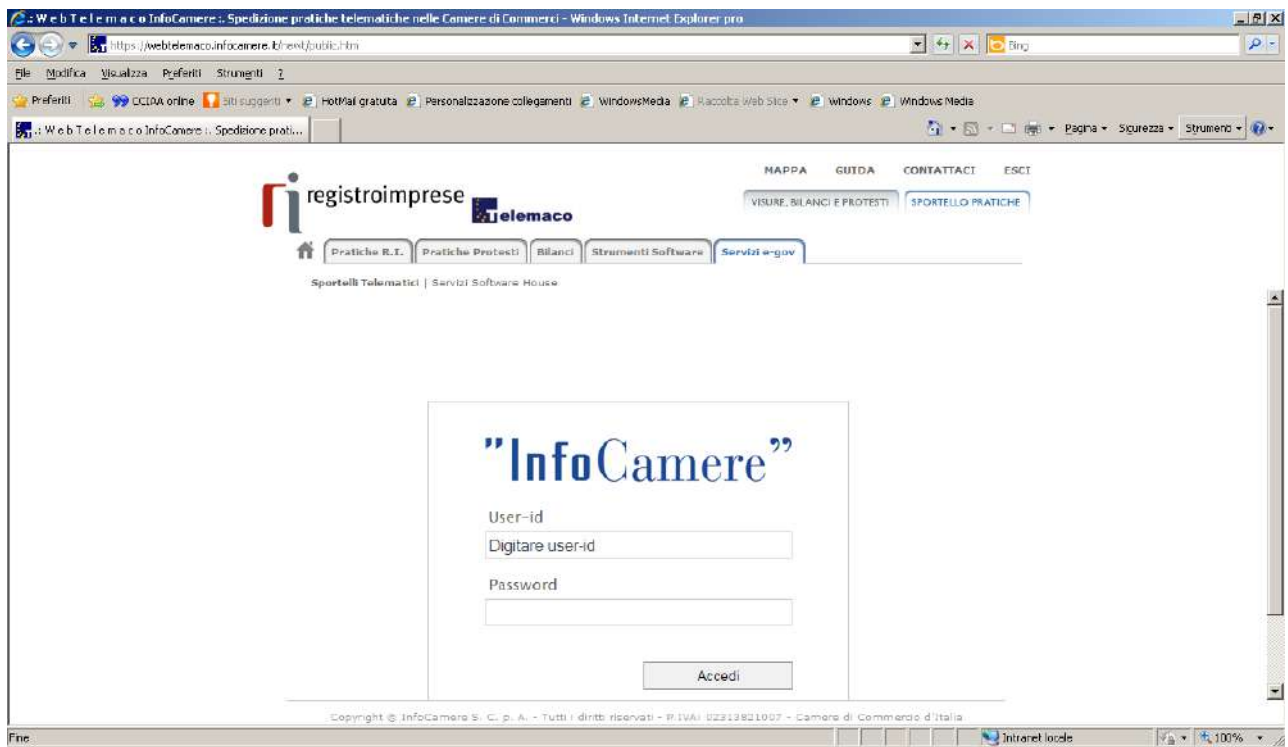 .: W e b T e l e m a c o InfoCamere :. Spedizione pratiche telematiche nelle Camere di Commerci - Windows Internet Explorer pro
https://webtelemaco.infocamere.it/newt/public.htm
Bing
File Modifica Visualizza Preferiti Strumenti ?
Preferiti CCIAA online Siti suggeriti HotMail gratuita Personalizzazione collegamenti WindowsMedia Raccolta Web Slice Windows Windows Media
.: W e b T e l e m a c o InfoCamere :. Spedizione prati...
Pagina Sicurezza Strumenti
MAPPA GUIDA CONTATTACI ESCI
registroimprese Telemaco
VISURE, BILANCI E PROTESTI SPORTELLO PRATICHE
Pratiche R.I. Pratiche Protesti Bilanci Strumenti Software Servizi e-gov
Sportelli Telematici | Servizi Software House
"InfoCamere"
User-id
Digitare user-id
Password
Accedi
Copyright © InfoCamere S. C. p. A. - Tutti i diritti riservati - P.IVA: 02313821007 - Camere di Commercio d'Italia
Fine
Intranet locale
100%